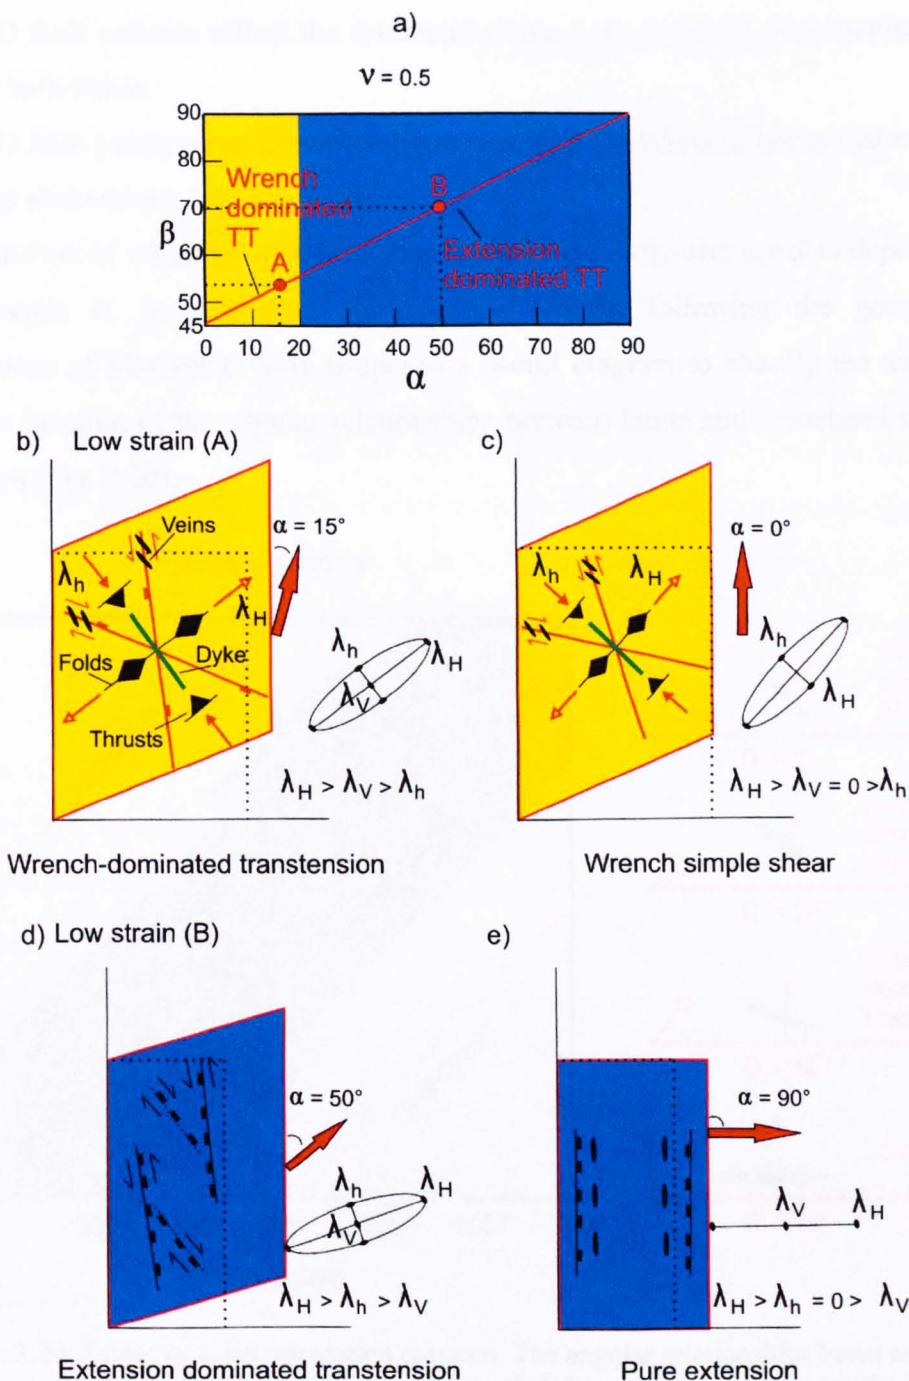 a)
ν = 0.5
90
80
70
60
50
45
β
Wrench
dominated
TT
A
B
Extension
dominated TT
0 10 20 30 40 50 60 70 80 90
α
b) Low strain (A)
c)
Veins
α = 15°
λh
λH
Folds
Dyke
Thrusts
λh
λH
λV
λH > λV > λh
Wrench-dominated transtension
α = 0°
λh
λH
λh
λH
λH > λV = 0 >λh
Wrench simple shear
d) Low strain (B)
e)
α = 50°
λh
λH
λV
λH > λh > λV
Extension dominated transtension
α = 90°
λV
λH
λH > λh = 0 > λV
Pure extension